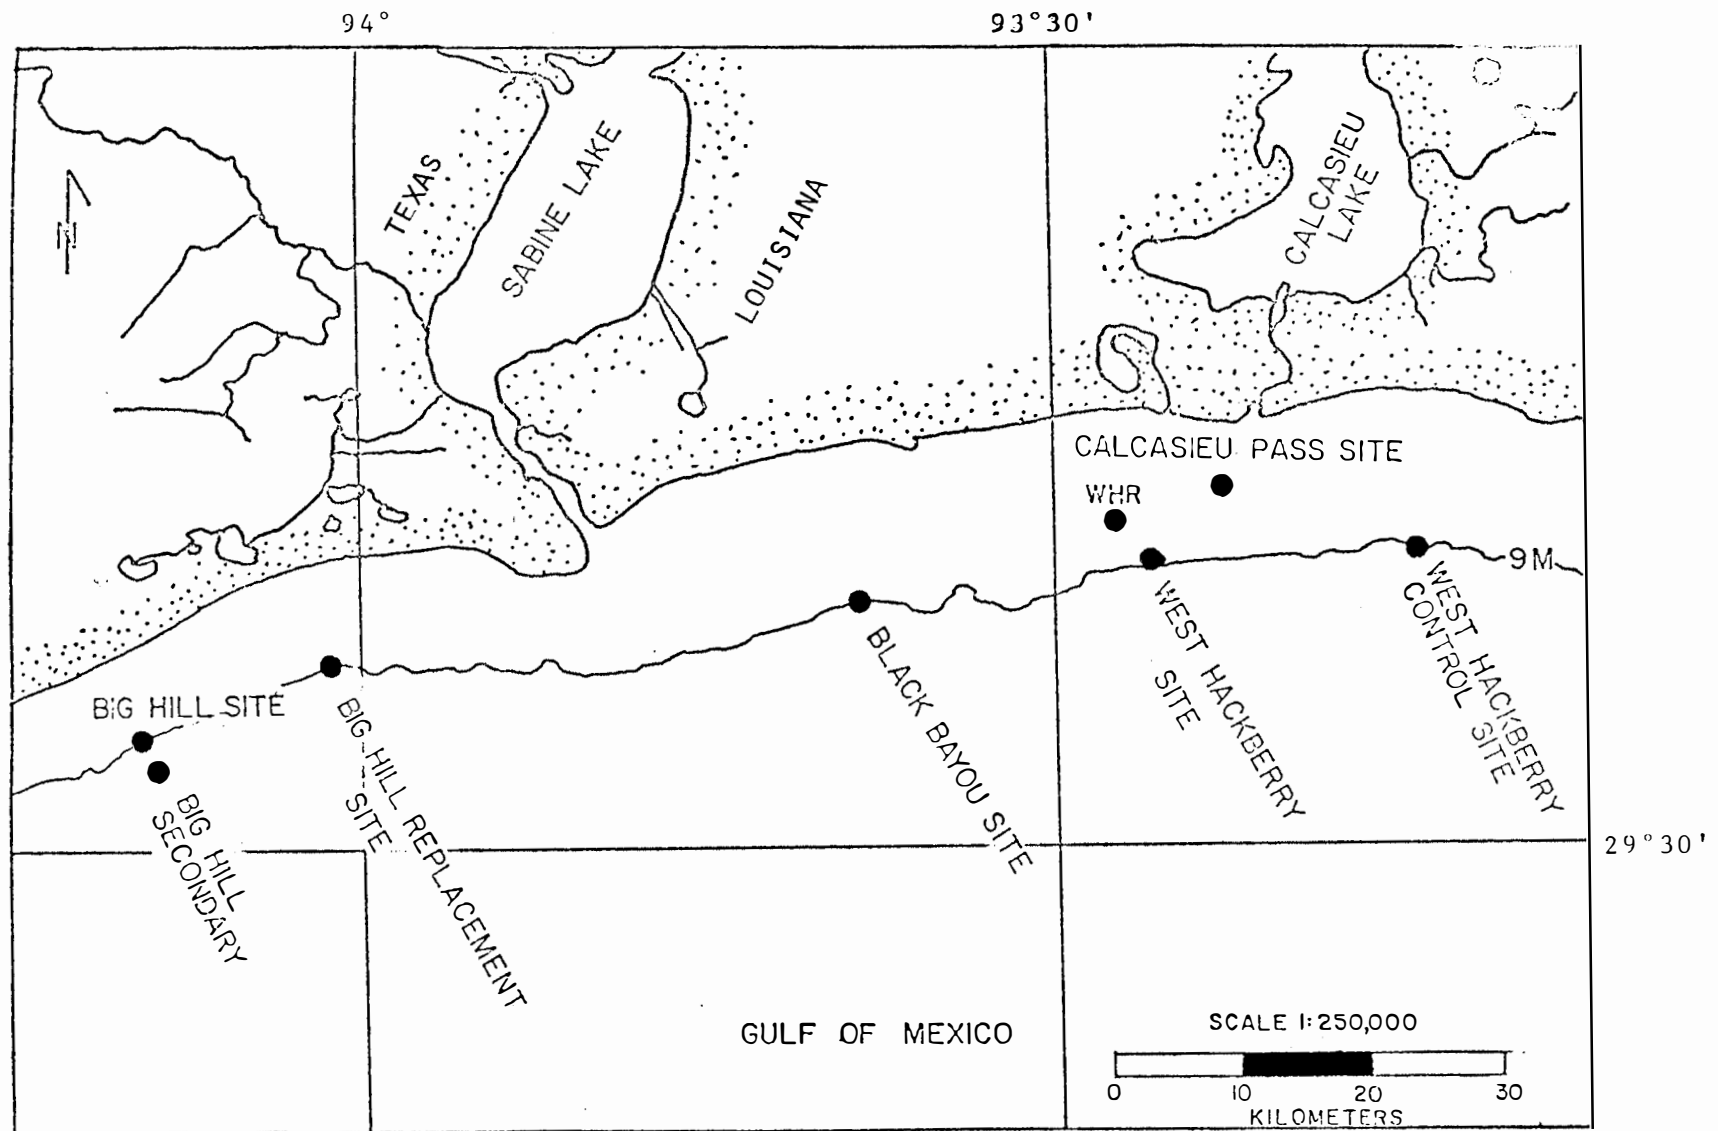 94°
93°30'
N
TEXAS
SABINE LAKE
LOUISIANA
CALCASIEU
LAKE
CALCASIEU PASS SITE
WHR
9M
WEST HACKBERRY
CONTROL SITE
WEST HACKBERRY
SITE
BLACK BAYOU SITE
BIG HILL SITE
BIG HILL REPLACEMENT
SITE
BIG HILL
SECONDARY
29°30'
GULF OF MEXICO
SCALE 1:250,000
0 10 20 30
KILOMETERS